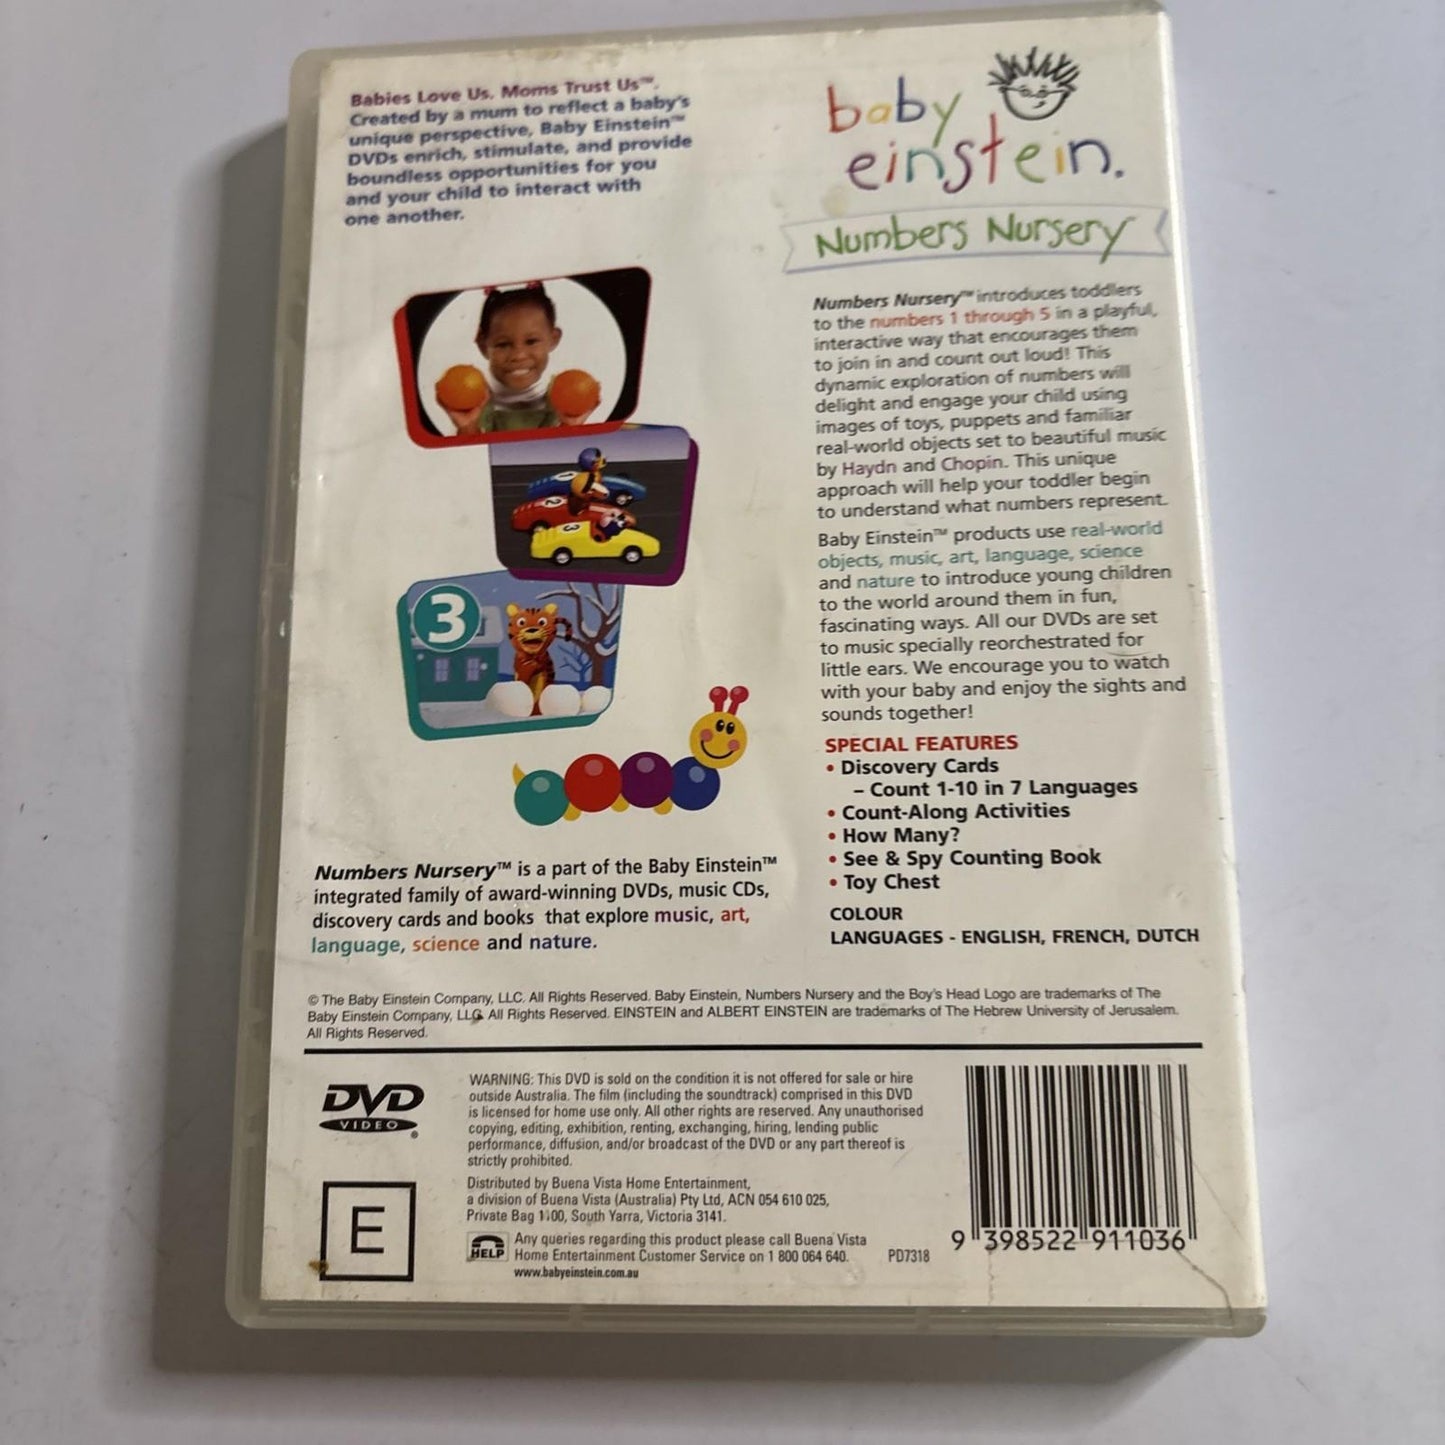 Babies Love Us. Moms Trust Us™.
Created by a mum to reflect a baby's
unique perspective, Baby Einstein™
DVDs enrich, stimulate, and provide
boundless opportunities for you
and your child to interact with
one another.
baby
einstein.
Numbers Nursery
Numbers Nursery™ introduces toddlers
to the numbers 1 through 5 in a playful,
interactive way that encourages them
to join in and count out loud! This
dynamic exploration of numbers will
delight and engage your child using
images of toys, puppets and familiar
real-world objects set to beautiful music
by Haydn and Chopin. This unique
approach will help your toddler begin
to understand what numbers represent.
Baby Einstein™ products use real-world
objects, music, art, language, science
and nature to introduce young children
to the world around them in fun,
fascinating ways. All our DVDs are set
to music specially reorchestrated for
little ears. We encourage you to watch
with your baby and enjoy the sights and
sounds together!
SPECIAL FEATURES
• Discovery Cards
– Count 1-10 in 7 Languages
• Count-Along Activities
• How Many?
• See & Spy Counting Book
• Toy Chest
COLOUR
LANGUAGES - ENGLISH, FRENCH, DUTCH
1
2
3
3
Numbers Nursery™ is a part of the Baby Einstein™
integrated family of award-winning DVDs, music CDs,
discovery cards and books that explore music, art,
language, science and nature.
© The Baby Einstein Company, LLC. All Rights Reserved. Baby Einstein, Numbers Nursery and the Boy's Head Logo are trademarks of The
Baby Einstein Company, LLC. All Rights Reserved. EINSTEIN and ALBERT EINSTEIN are trademarks of The Hebrew University of Jerusalem.
All Rights Reserved.
DVD
VIDEO
®
E
WARNING: This DVD is sold on the condition it is not offered for sale or hire
outside Australia. The film (including the soundtrack) comprised in this DVD
is licensed for home use only. All other rights are reserved. Any unauthorised
copying, editing, exhibition, renting, exchanging, hiring, lending public
performance, diffusion, and/or broadcast of the DVD or any part thereof is
strictly prohibited.
Distributed by Buena Vista Home Entertainment,
a division of Buena Vista (Australia) Pty Ltd, ACN 054 610 025,
Private Bag 1100, South Yarra, Victoria 3141.
HELP
Any queries regarding this product please call Buena Vista
Home Entertainment Customer Service on 1 800 064 640.
www.babyeinstein.com.au
PD7318
9 398522 911036